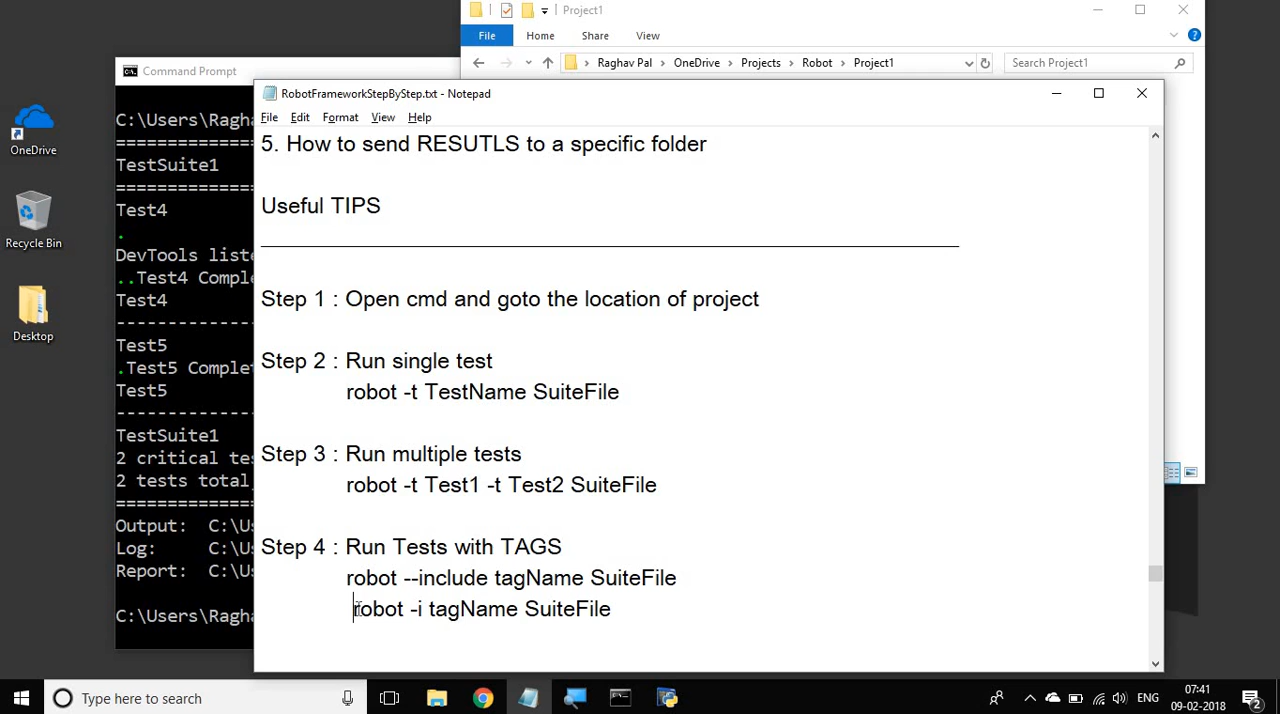 Project1
File Home Share View
Raghav Pal OneDrive Projects Robot Project1
Search Project1
Command Prompt
C:\Users\Ragha
TestSuite1
Test4
.
DevTools liste
..Test4 Comple
Test4
Test5
.Test5 Complet
Test5
TestSuite1
2 critical tes
2 tests total,
Output: C:\Us
Log: C:\Us
Report: C:\Us
C:\Users\Ragha
RobotFrameworkStepByStep.txt - Notepad
File Edit Format View Help
5. How to send RESUTLS to a specific folder
Useful TIPS
Step 1 : Open cmd and goto the location of project
Step 2 : Run single test
robot -t TestName SuiteFile
Step 3 : Run multiple tests
robot -t Test1 -t Test2 SuiteFile
Step 4 : Run Tests with TAGS
robot --include tagName SuiteFile
robot -i tagName SuiteFile
OneDrive
Recycle Bin
Desktop
Type here to search
ENG
07:41
09-02-2018
2